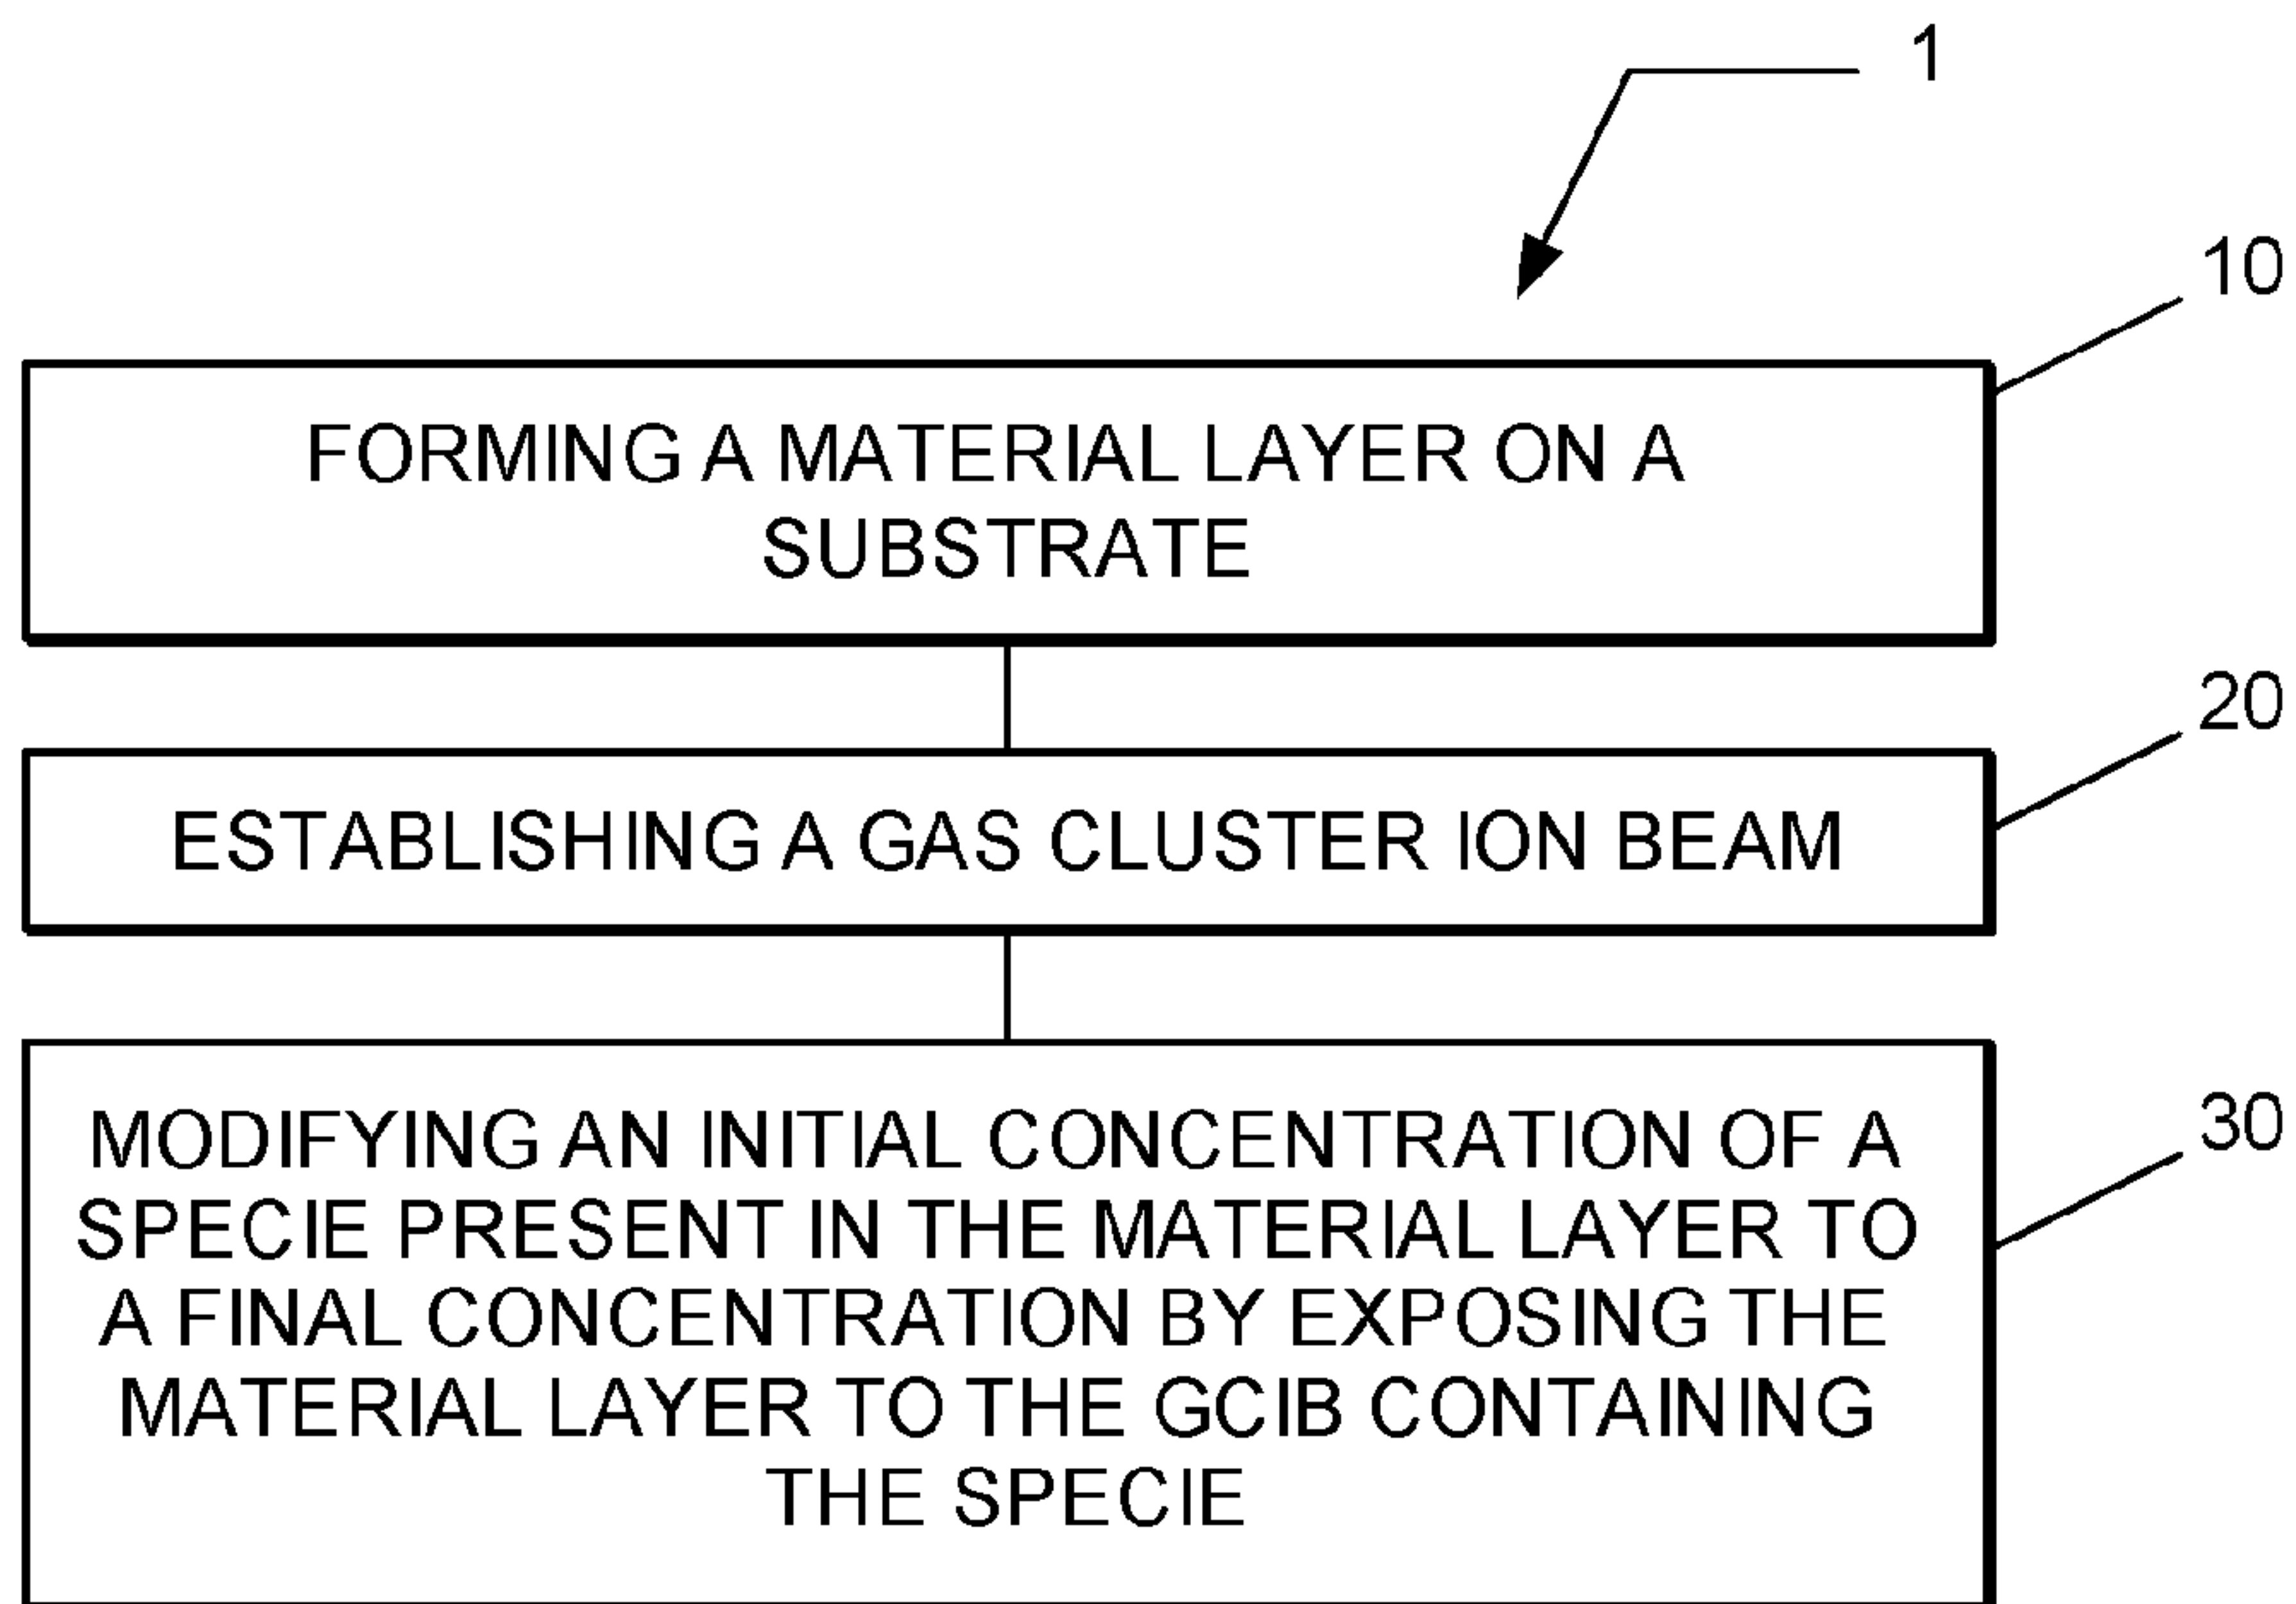 1
10
FORMING A MATERIAL LAYER ON A
SUBSTRATE
20
ESTABLISHING A GAS CLUSTER ION BEAM
30
MODIFYING AN INITIAL CONCENTRATION OF A
SPECIE PRESENT IN THE MATERIAL LAYER TO
A FINAL CONCENTRATION BY EXPOSING THE
MATERIAL LAYER TO THE GCIB CONTAINING
THE SPECIE